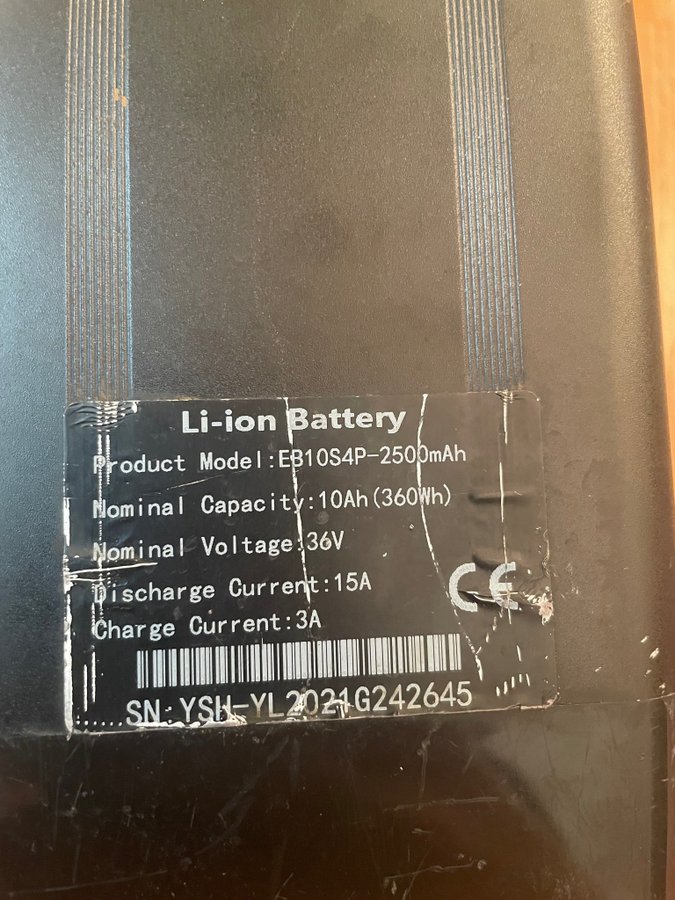 Li-ion Battery
Product Model:EB10S4P-2500mAh
Nominal Capacity:10Ah(360Wh)
Nominal Voltage:36V
Discharge Current:15A
CE
Charge Current:3A
SN:YSH-YL2021G242645